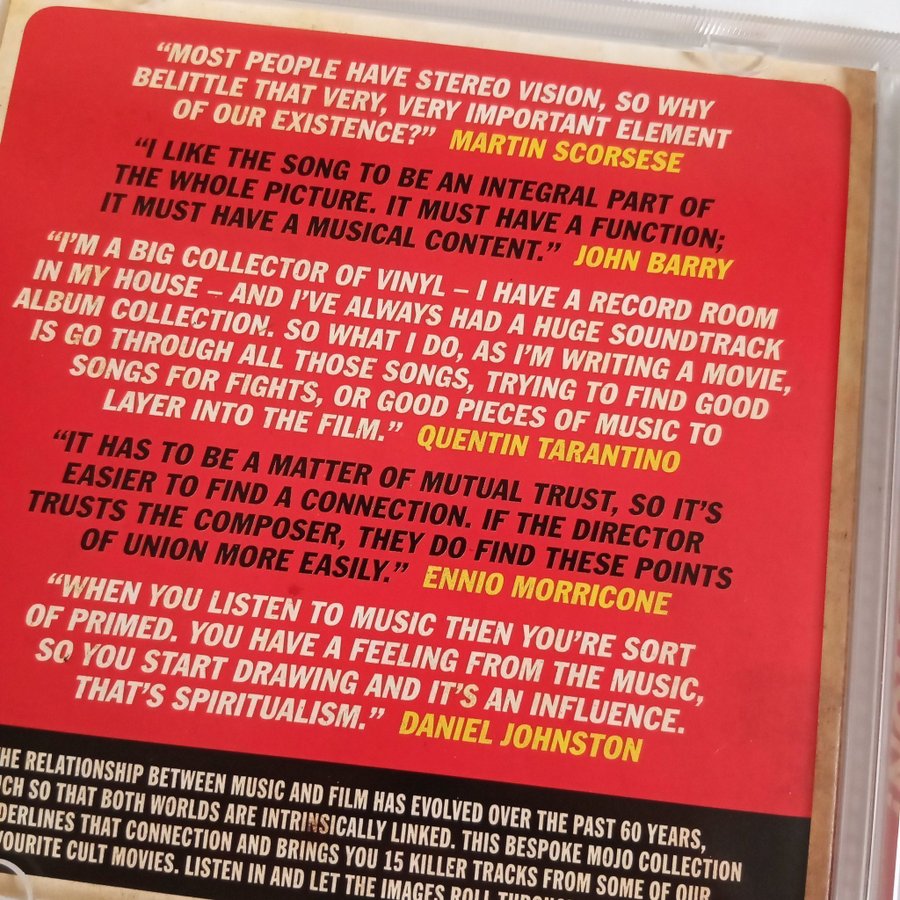 “MOST PEOPLE HAVE STEREO VISION, SO WHY
BELITTLE THAT VERY, VERY IMPORTANT ELEMENT
OF OUR EXISTENCE?” MARTIN SCORSESE
“I LIKE THE SONG TO BE AN INTEGRAL PART OF
THE WHOLE PICTURE. IT MUST HAVE A FUNCTION;
IT MUST HAVE A MUSICAL CONTENT.” JOHN BARRY
“I’M A BIG COLLECTOR OF VINYL – I HAVE A RECORD ROOM
IN MY HOUSE – AND I’VE ALWAYS HAD A HUGE SOUNDTRACK
ALBUM COLLECTION. SO WHAT I DO, AS I’M WRITING A MOVIE,
IS GO THROUGH ALL THOSE SONGS, TRYING TO FIND GOOD
SONGS FOR FIGHTS, OR GOOD PIECES OF MUSIC TO
LAYER INTO THE FILM.” QUENTIN TARANTINO
“IT HAS TO BE A MATTER OF MUTUAL TRUST, SO IT’S
EASIER TO FIND A CONNECTION. IF THE DIRECTOR
TRUSTS THE COMPOSER, THEY DO FIND THESE POINTS
OF UNION MORE EASILY.” ENNIO MORRICONE
“WHEN YOU LISTEN TO MUSIC THEN YOU’RE SORT
OF PRIMED. YOU HAVE A FEELING FROM THE MUSIC,
SO YOU START DRAWING AND IT’S AN INFLUENCE.
THAT’S SPIRITUALISM.” DANIEL JOHNSTON
HE RELATIONSHIP BETWEEN MUSIC AND FILM HAS EVOLVED OVER THE PAST 60 YEARS,
UCH SO THAT BOTH WORLDS ARE INTRINSICALLY LINKED. THIS BESPOKE MOJO COLLECTION
DERLINES THAT CONNECTION AND BRINGS YOU 15 KILLER TRACKS FROM SOME OF OUR
VOURITE CULT MOVIES. LISTEN IN AND LET THE IMAGES ROLL